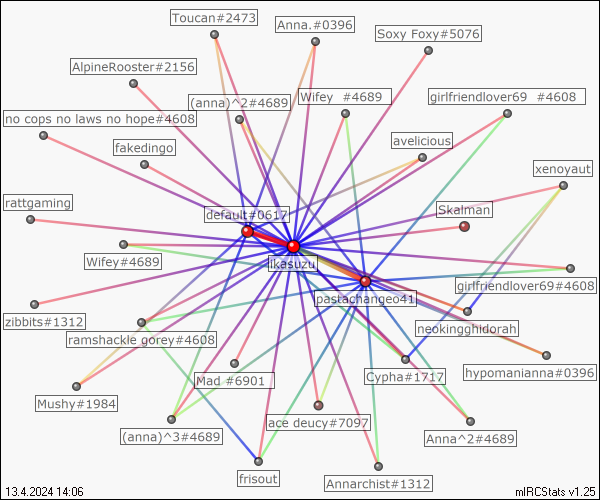 Toucan#2473
Anna.#0396
Soxy Foxy#5076
AlpineRooster#2156
(anna)^2#4689
Wifey  #4689
girlfriendlover69  #4608
no cops no laws no hope#4608
fakedingo
avelicious
xenoyaut
rattgaming
default#0617
Skalman
Wifey#4689
likasuzu
girlfriendlover69#4608
pastachangeo41
zibbits#1312
ramshackle gorey#4608
neokingghidorah
Mad #6901
Cypha#1717
hypomanianna#0396
Mushy#1984
(anna)^3#4689
ace deucy#7097
Anna^2#4689
frisout
Annarchist#1312
13.4.2024 14:06
mIRCStats v1.25